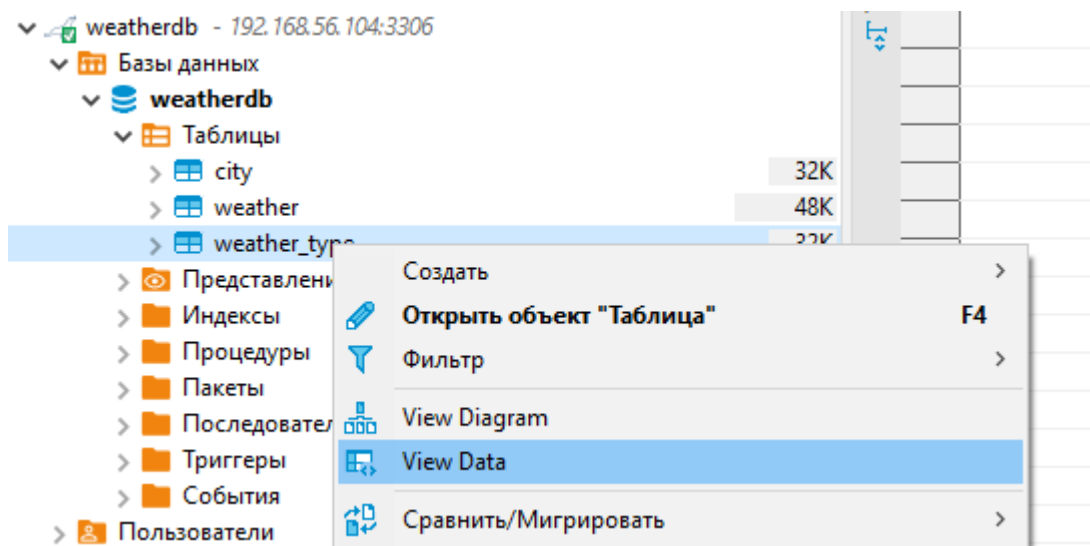 weatherdb - 192.168.56.104:3306
Базы данных
weatherdb
Таблицы
city 32K
weather 48K
weather_type 32K
Представлени
Индексы
Процедуры
Пакеты
Последовател
Триггеры
События
Пользователи
Создать
Открыть объект "Таблица" F4
Фильтр
View Diagram
View Data
Сравнить/Мигрировать